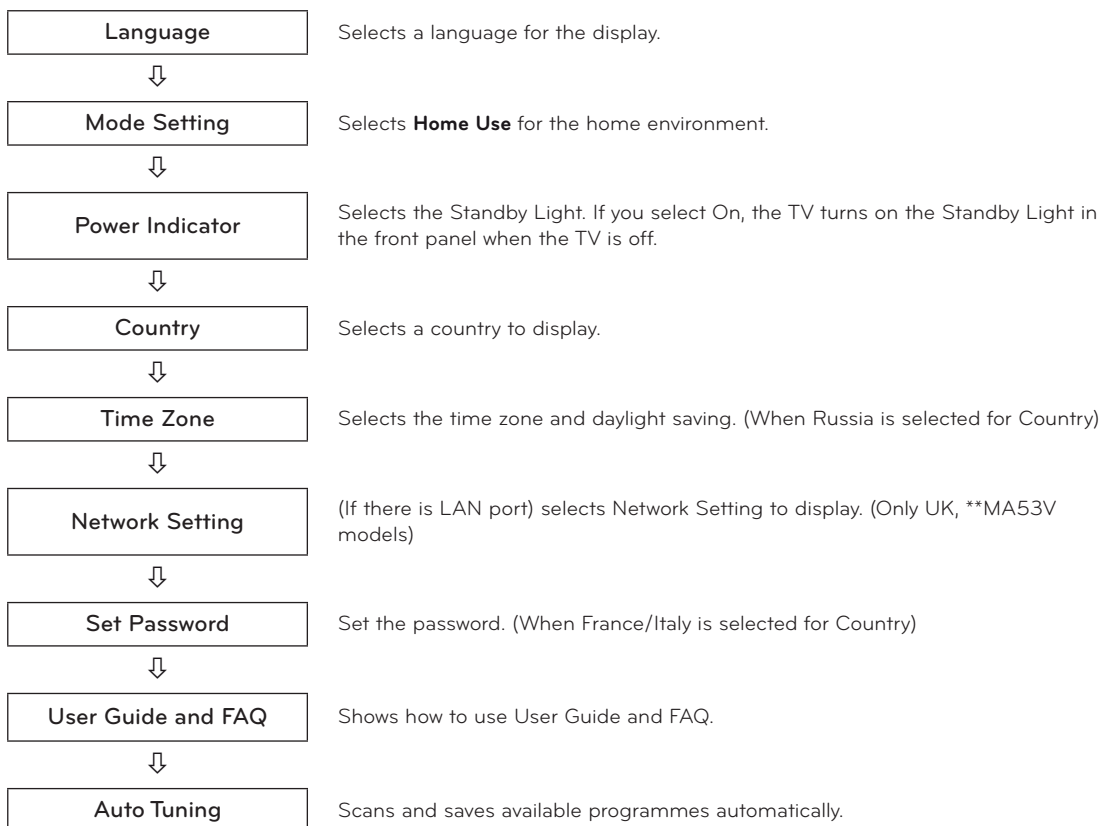 Language
Selects a language for the display.
Mode Setting
Selects Home Use for the home environment.
Power Indicator
Selects the Standby Light. If you select On, the TV turns on the Standby Light in
the front panel when the TV is off.
Country
Selects a country to display.
Time Zone
Selects the time zone and daylight saving. (When Russia is selected for Country)
Network Setting
(If there is LAN port) selects Network Setting to display. (Only UK, **MA53V
models)
Set Password
Set the password. (When France/Italy is selected for Country)
User Guide and FAQ
Shows how to use User Guide and FAQ.
Auto Tuning
Scans and saves available programmes automatically.